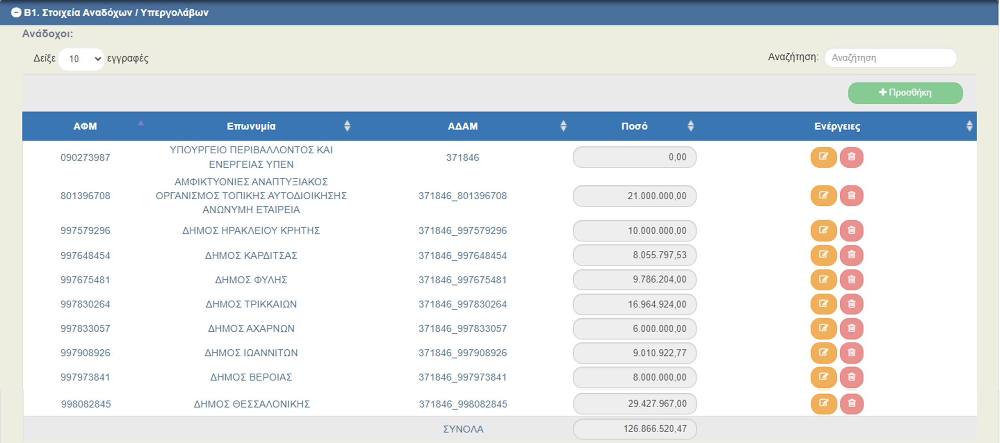 Β1. Στοιχεία Αναδόχων / Υπεργολάβων
Ανάδοχοι:
Δείξε 10 εγγραφές
Αναζήτηση: Αναζήτηση
Προσθήκη
ΑΦΜ Επωνυμία ΑΔΑΜ Ποσό Ενέργειες
090273987 ΥΠΟΥΡΓΕΙΟ ΠΕΡΙΒΑΛΛΟΝΤΟΣ ΚΑΙ
ΕΝΕΡΓΕΙΑΣ ΥΠΕΝ 371846 0,00
801396708 ΑΜΦΙΚΤΥΟΝΙΕΣ ΑΝΑΠΤΥΞΙΑΚΟΣ
ΟΡΓΑΝΙΣΜΟΣ ΤΟΠΙΚΗΣ ΑΥΤΟΔΙΟΙΚΗΣΗΣ
ΑΝΩΝΥΜΗ ΕΤΑΙΡΕΙΑ 371846_801396708 21.000.000,00
997579296 ΔΗΜΟΣ ΗΡΑΚΛΕΙΟΥ ΚΡΗΤΗΣ 371846_997579296 10.000.000,00
997648454 ΔΗΜΟΣ ΚΑΡΔΙΤΣΑΣ 371846_997648454 8.055.797,53
997675481 ΔΗΜΟΣ ΦΥΛΗΣ 371846_997675481 9.786.204,00
997830264 ΔΗΜΟΣ ΤΡΙΚΚΑΙΩΝ 371846_997830264 16.964.924,00
997833057 ΔΗΜΟΣ ΑΧΑΡΝΩΝ 371846_997833057 6.000.000,00
997908926 ΔΗΜΟΣ ΙΩΑΝΝΙΤΩΝ 371846_997908926 9.010.922,77
997973841 ΔΗΜΟΣ ΒΕΡΟΙΑΣ 371846_997973841 8.000.000,00
998082845 ΔΗΜΟΣ ΘΕΣΣΑΛΟΝΙΚΗΣ 371846_998082845 29.427.967,00
ΣΥΝΟΛΑ 126.866.520,47